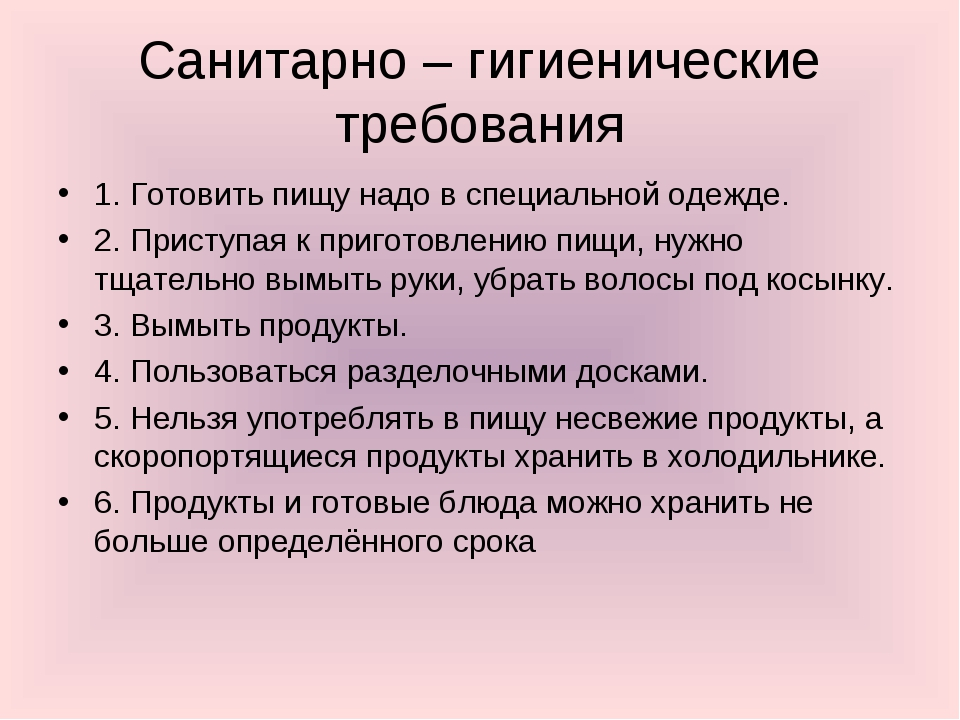 Санитарно – гигиенические
требования
• 1. Готовить пищу надо в специальной одежде.
• 2. Приступая к приготовлению пищи, нужно
тщательно вымыть руки, убрать волосы под косынку.
• 3. Вымыть продукты.
• 4. Пользоваться разделочными досками.
• 5. Нельзя употреблять в пищу несвежие продукты, а
скоропортящиеся продукты хранить в холодильнике.
• 6. Продукты и готовые блюда можно хранить не
больше определённого срока